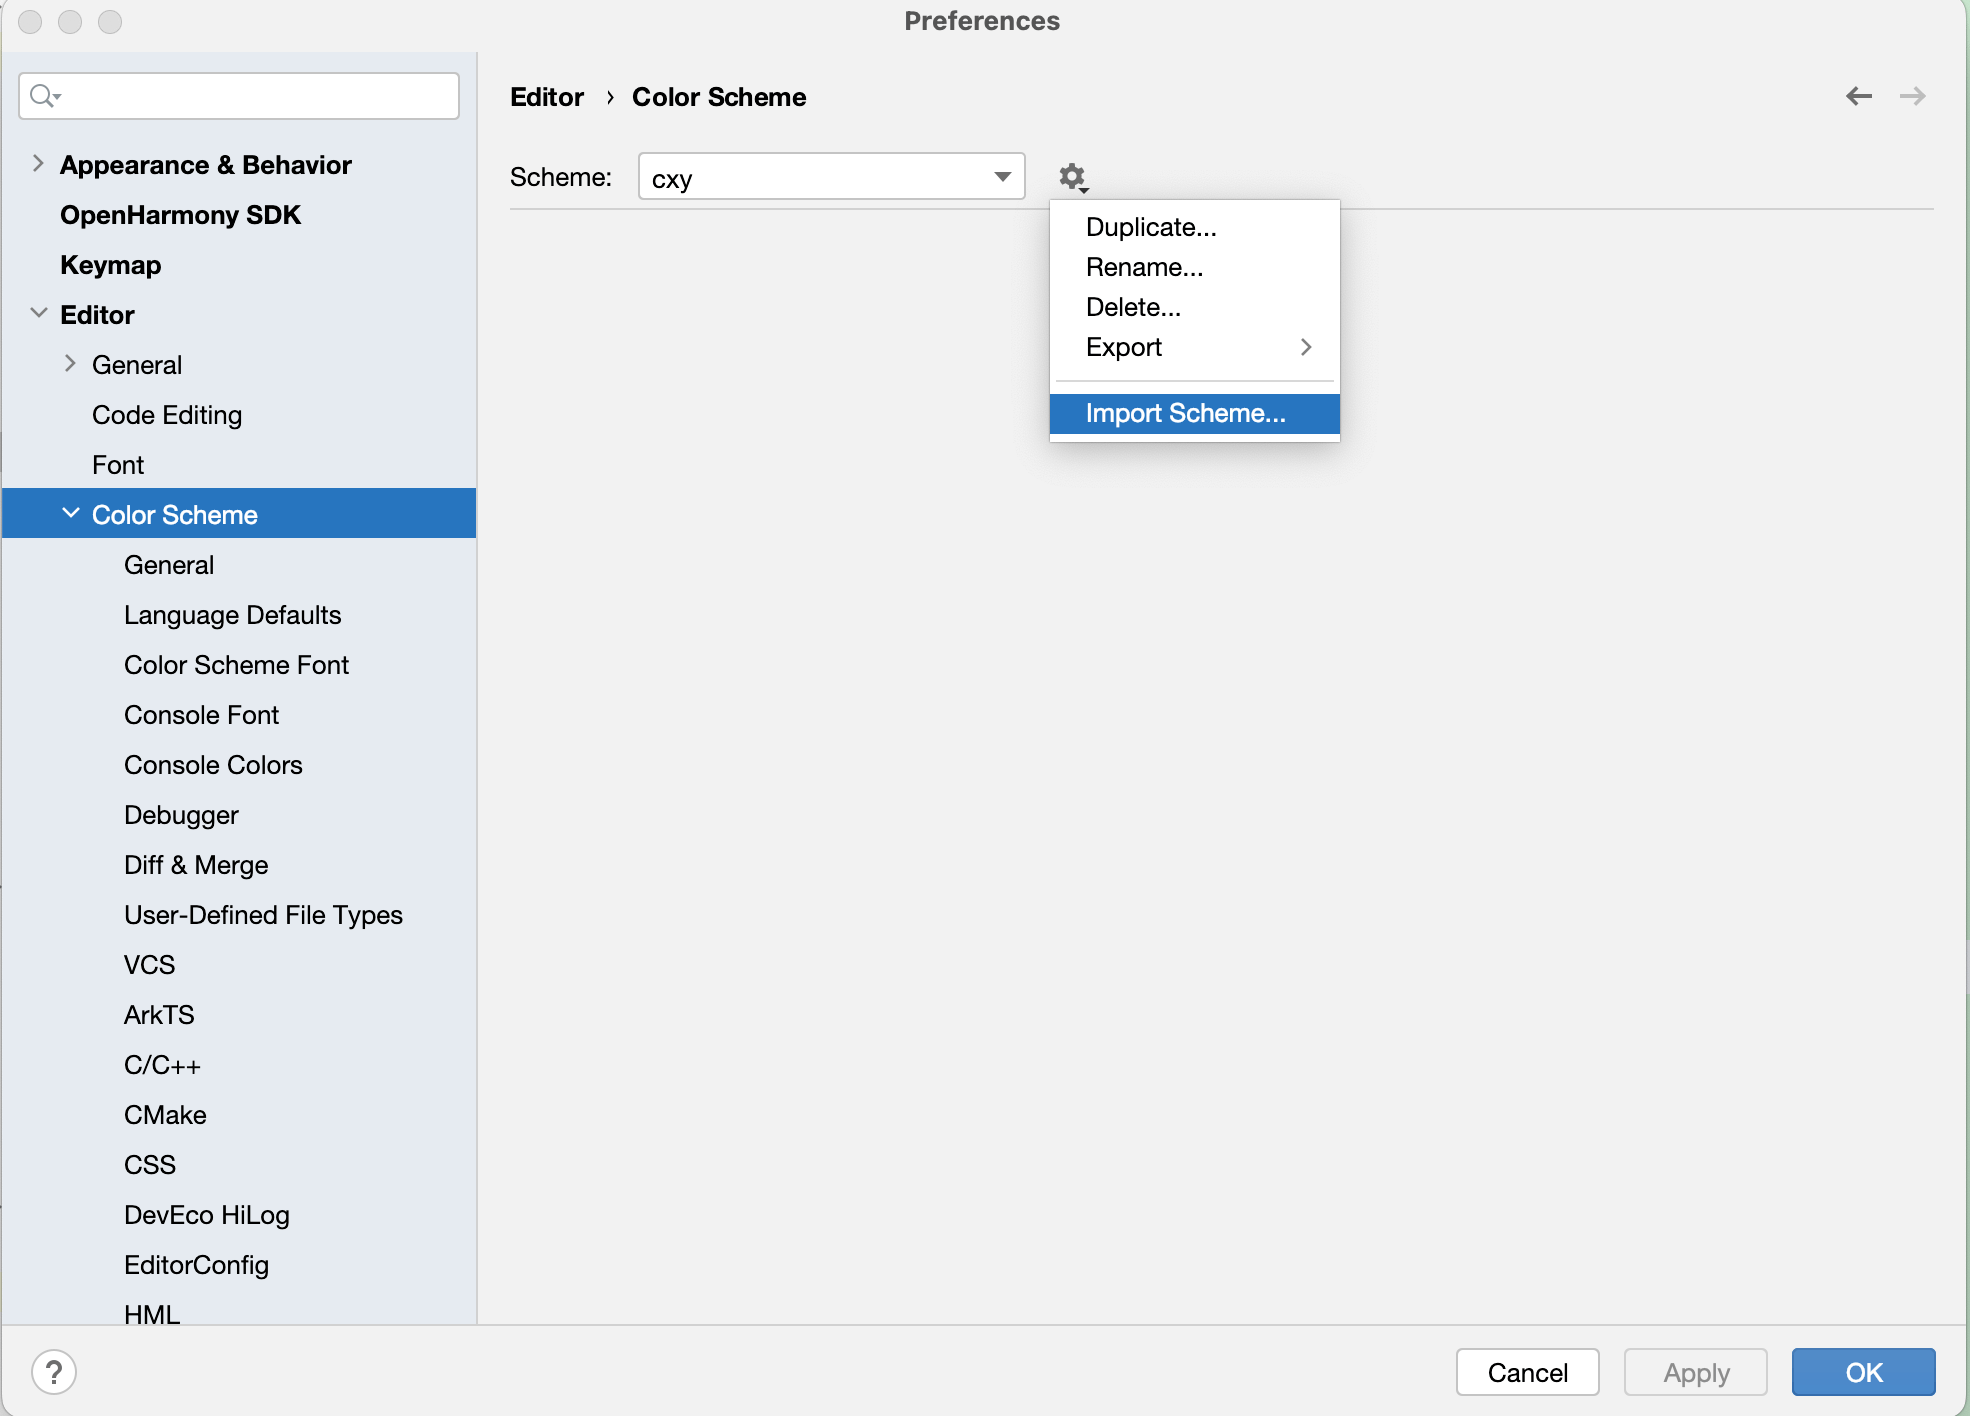 Preferences
Editor › Color Scheme
Scheme: cxy
Duplicate...
Rename...
Delete...
Export
Import Scheme...
Appearance & Behavior
OpenHarmony SDK
Keymap
Editor
General
Code Editing
Font
Color Scheme
General
Language Defaults
Color Scheme Font
Console Font
Console Colors
Debugger
Diff & Merge
User-Defined File Types
VCS
ArkTS
C/C++
CMake
CSS
DevEco HiLog
EditorConfig
HML
?
Cancel
Apply
OK